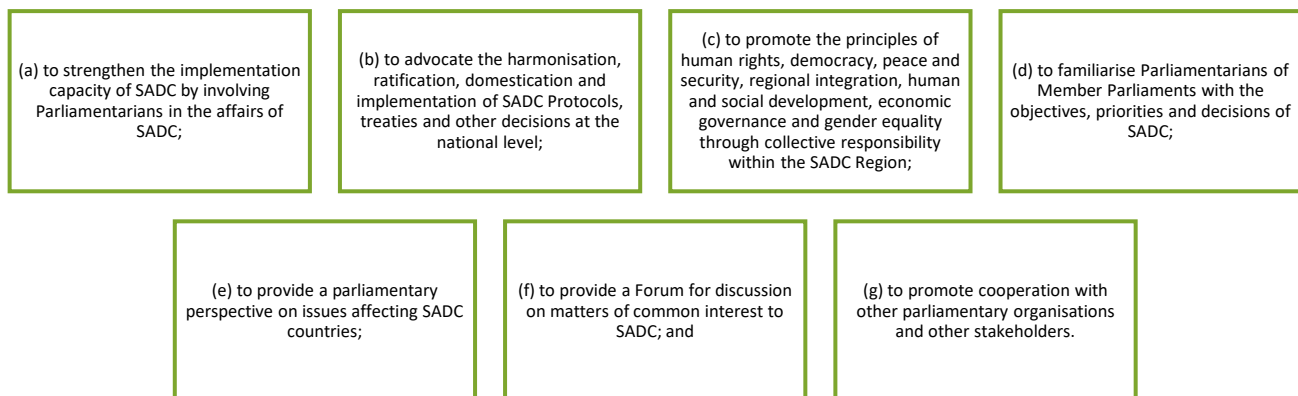 (a) to strengthen the implementation
capacity of SADC by involving
Parliamentarians in the affairs of
SADC;
(b) to advocate the harmonisation,
ratification, domestication and
implementation of SADC Protocols,
treaties and other decisions at the
national level;
(c) to promote the principles of
human rights, democracy, peace and
security, regional integration, human
and social development, economic
governance and gender equality
through collective responsibility
within the SADC Region;
(d) to familiarise Parliamentarians of
Member Parliaments with the
objectives, priorities and decisions of
SADC;
(e) to provide a parliamentary
perspective on issues affecting SADC
countries;
(f) to provide a Forum for discussion
on matters of common interest to
SADC; and
(g) to promote cooperation with
other parliamentary organisations
and other stakeholders.